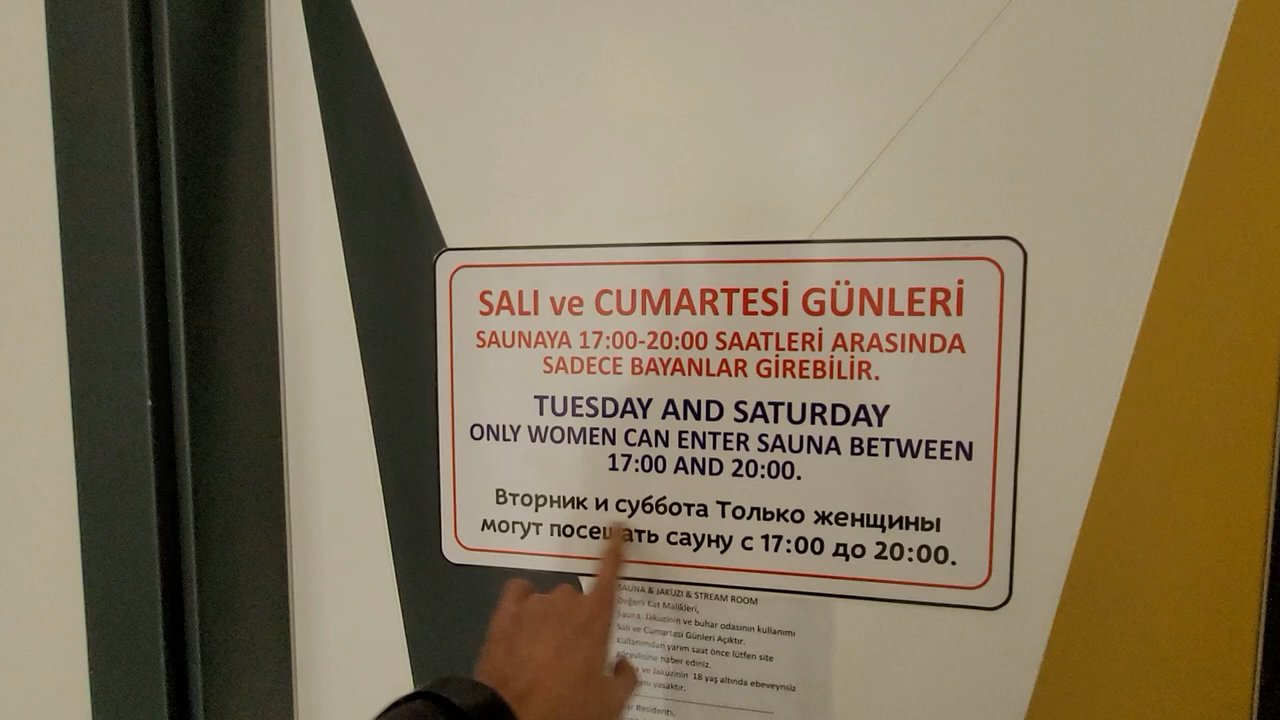 SALI ve CUMARTESİ GÜNLERİ
SAUNAYA 17:00-20:00 SAATLERİ ARASINDA
SADECE BAYANLAR GİREBİLİR.
TUESDAY AND SATURDAY
ONLY WOMEN CAN ENTER SAUNA BETWEEN
17:00 AND 20:00.
Вторник и суббота Только женщины
могут посещать сауну с 17:00 до 20:00.
SAUNA & JAKUZI & STREAM ROOM
Değerli Kat Malikleri,
Sauna, Jakuzinin ve buhar odasının kullanımı
Salı ve Cumartesi Günleri Açıktır.
Kullanımdan yarım saat önce lütfen site
görevlisine haber ediniz.
ve Jakuzinin 18 yaş altında ebeveynsiz
yasaktır.
Residents,